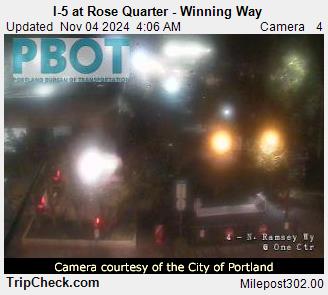 I-5 at Rose Quarter - Winning Way
Updated Nov 04 2024 4:06 AM Camera 4
PBOT
PORTLAND BUREAU OF TRANSPORTATION
4 - N. Ramsey Wy
@ One Ctr
Camera courtesy of the City of Portland
TripCheck.com Milepost302.00